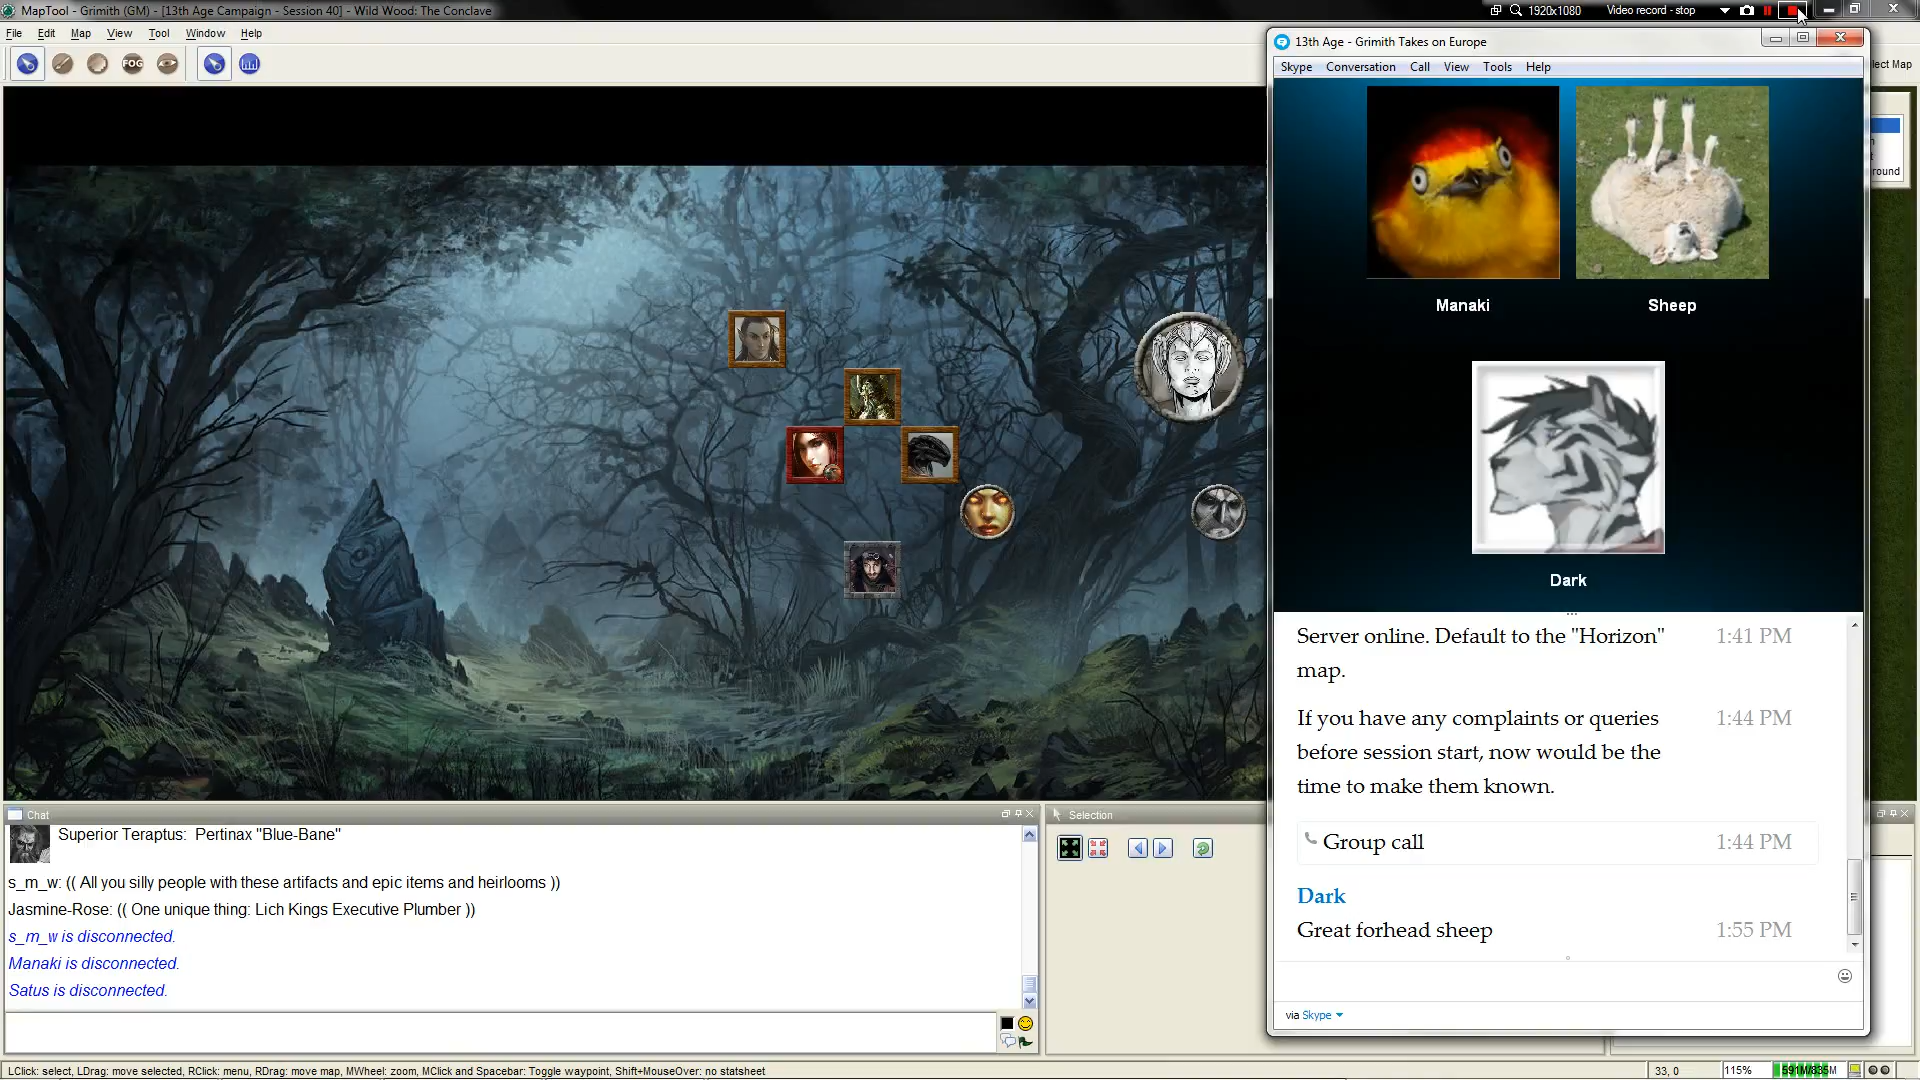 MapTool - Grimith (GM) - [13th Age Campaign - Session 40] - Wild Wood: The Conclave
1920x1080
Video record - stop
File Edit Map View Tool Window Help
FOG
13th Age - Grimith Takes on Europe
Skype Conversation Call View Tools Help
lect Map
round
Manaki
Sheep
Dark
Server online. Default to the "Horizon" map.
1:41 PM
If you have any complaints or queries before session start, now would be the time to make them known.
1:44 PM
Group call
1:44 PM
Dark
Great forhead sheep
1:55 PM
via Skype
Chat
Superior Teraptus: Pertinax "Blue-Bane"
s_m_w: (( All you silly people with these artifacts and epic items and heirlooms ))
Jasmine-Rose: (( One unique thing: Lich Kings Executive Plumber ))
s_m_w is disconnected.
Manaki is disconnected.
Satus is disconnected.
Selection
LClick: select, LDrag: move selected, RClick: menu, RDrag: move map, MWheel: zoom, MClick and Spacebar: Toggle waypoint, Shift+MouseOver: no statsheet
33, 0
115%
591M/835M